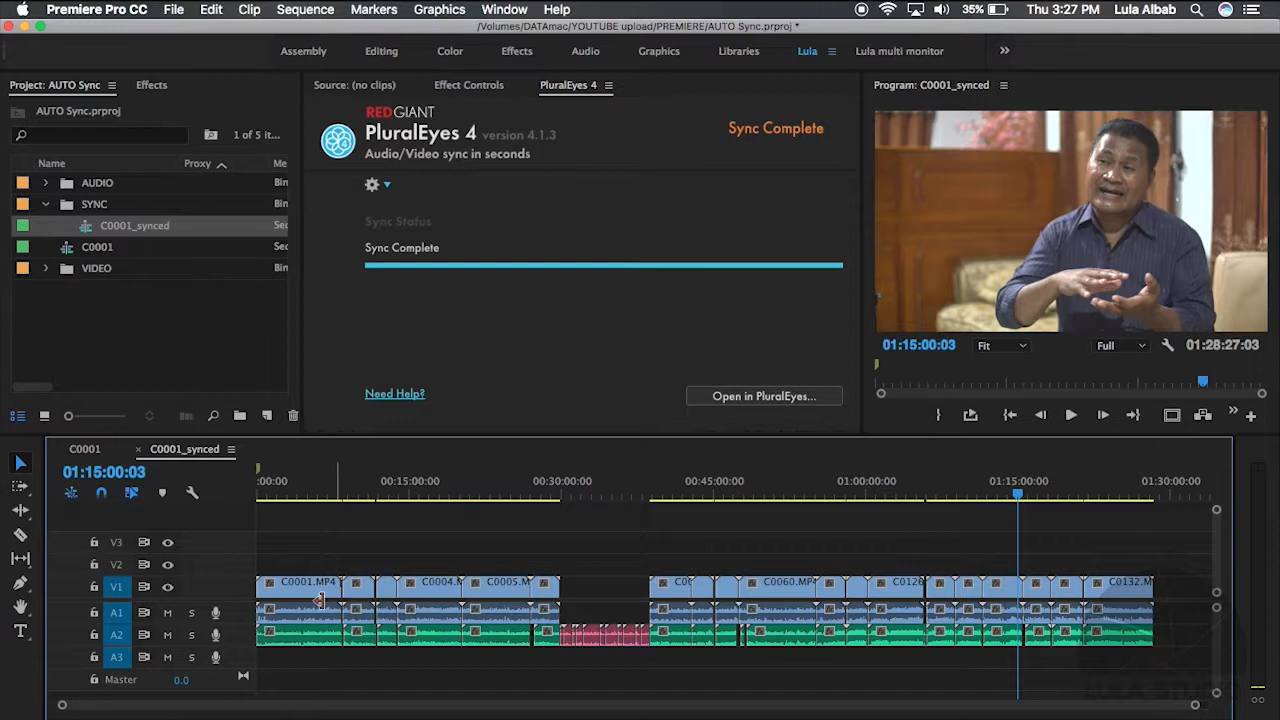 Premiere Pro CC File Edit Clip Sequence Markers Graphics Window Help 35% Thu 3:27 PM Lula Albab
/Volumes/DATAmac/YOUTUBE upload/PREMIERE/AUTO Sync.prproj *
Assembly Editing Color Effects Audio Graphics Libraries Lula Lula multi monitor
Project: AUTO Sync Effects
AUTO Sync.prproj
1 of 5 ite...
Name Proxy Me
AUDIO Bin
SYNC Bin
C0001_synced Sec
C0001 Sec
VIDEO Bin
Source: (no clips) Effect Controls PluralEyes 4
REDGIANT
PluralEyes 4 version 4.1.3
Audio/Video sync in seconds
Sync Complete
Sync Status
Sync Complete
Need Help? Open in PluralEyes...
Program: C0001_synced
01:15:00:03 Fit Full 01:28:27:03
C0001 × C0001_synced
01:15:00:03
:00:00 00:15:00:00 00:30:00:00 00:45:00:00 01:00:00:00 01:15:00:00 01:30:00:00
V3
V2
V1 C0001.MP4 C0004.M C0005.M C00 C0060.MP4 C0126 C0132.M
A1 M S
A2 M S
A3 M S
Master 0.0